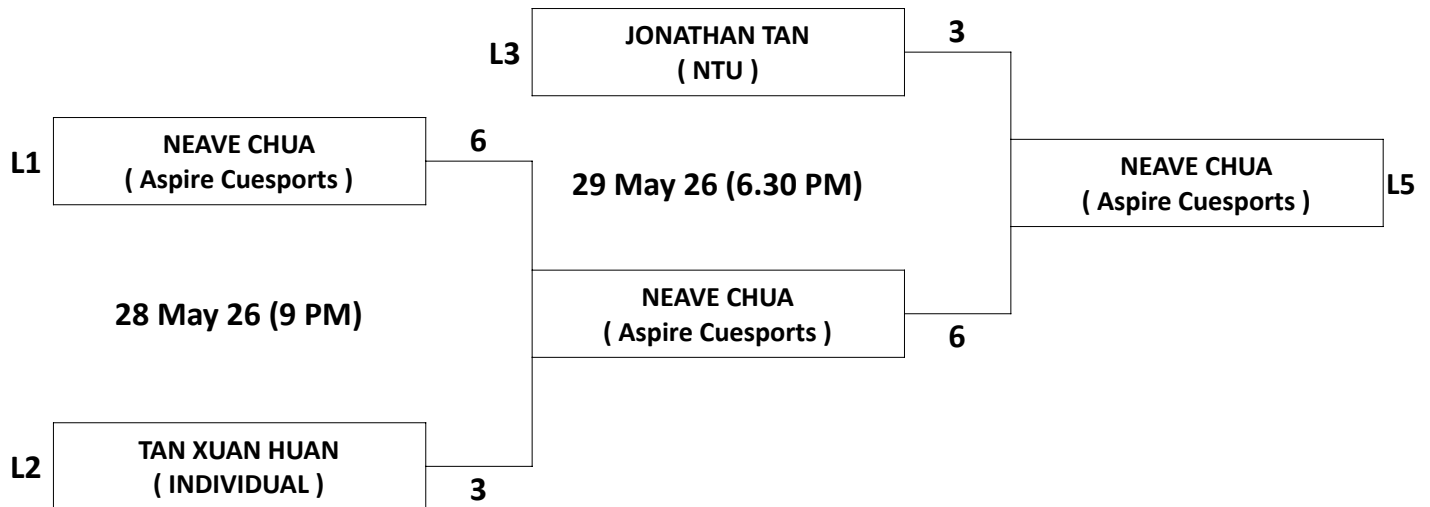 JONATHAN TAN
( NTU )
L3
3
NEAVE CHUA
( Aspire Cuesports )
L1
6
29 May 26 (6.30 PM)
NEAVE CHUA
( Aspire Cuesports )
L5
28 May 26 (9 PM)
NEAVE CHUA
( Aspire Cuesports )
6
TAN XUAN HUAN
( INDIVIDUAL )
L2
3